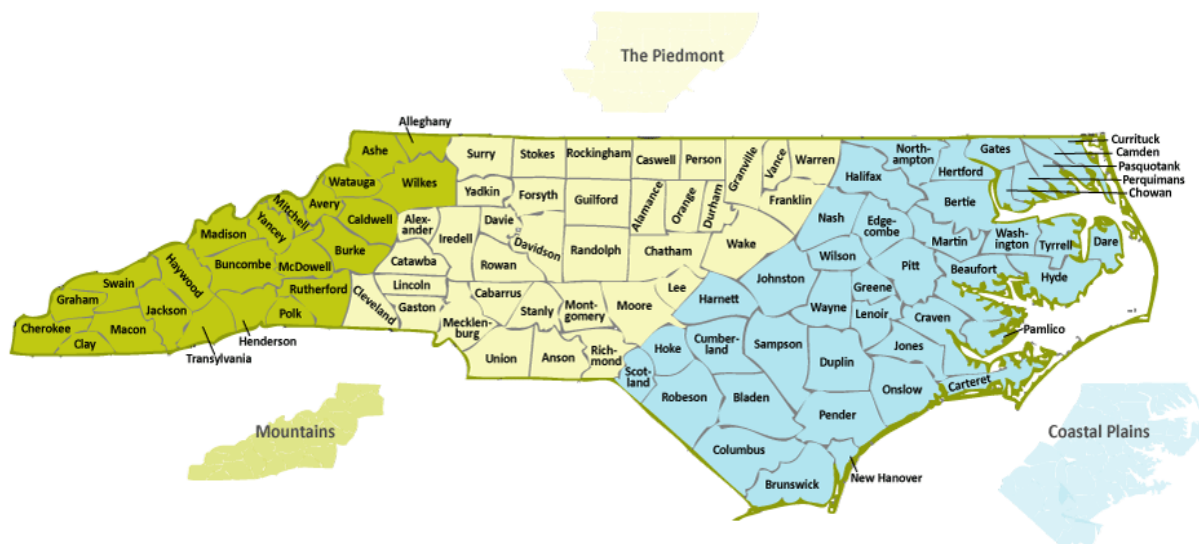 The Piedmont
Alleghany
Ashe
Surry
Stokes
Rockingham
Caswell
Person
Granville
Vance
Warren
North-
ampton
Gates
Currituck
Camden
Pasquotank
Perquimans
Chowan
Hertford
Halifax
Watauga
Wilkes
Yadkin
Forsyth
Guilford
Alamance
Orange
Durham
Franklin
Bertie
Mitchell
Avery
Caldwell
Alex-
ander
Iredell
Davie
Davidson
Randolph
Chatham
Wake
Nash
Edge-
combe
Martin
Wash-
ington
Tyrrell
Dare
Madison
Yancey
Burke
Catawba
Rowan
Wilson
Pitt
Beaufort
Hyde
Buncombe
McDowell
Haywood
Swain
Rutherford
Lincoln
Cabarrus
Stanly
Mont-
gomery
Moore
Lee
Harnett
Johnston
Wayne
Greene
Lenoir
Craven
Pamlico
Graham
Jackson
Polk
Cleveland
Gaston
Mecklen-
burg
Cherokee
Macon
Clay
Transylvania
Henderson
Union
Anson
Rich-
mond
Scot-
land
Hoke
Cumber-
land
Sampson
Duplin
Jones
Onslow
Carteret
Robeson
Bladen
Pender
Mountains
Coastal Plains
Columbus
Brunswick
New Hanover